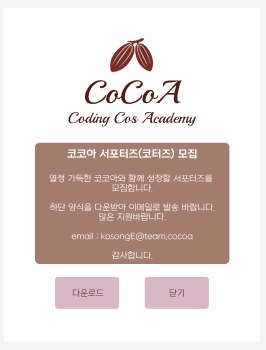 CoCoA
Coding Cos Academy
코코아 서포터즈(코터즈) 모집
열정 가득한 코코아와 함께 성장할 서포터즈를
모집합니다.
하단 양식을 다운받아 이메일로 발송 바랍니다.
많은 지원바랍니다.
email : kosongE@team,cocoa
감사합니다.
다운로드
닫기